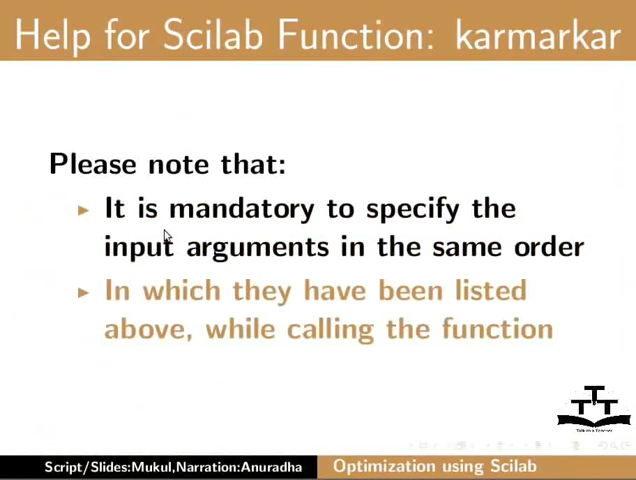 Help for Scilab Function: karmarkar
Please note that:
It is mandatory to specify the
input arguments in the same order
In which they have been listed
above, while calling the function
Script/Slides:Mukul,Narration:Anuradha
Optimization using Scilab